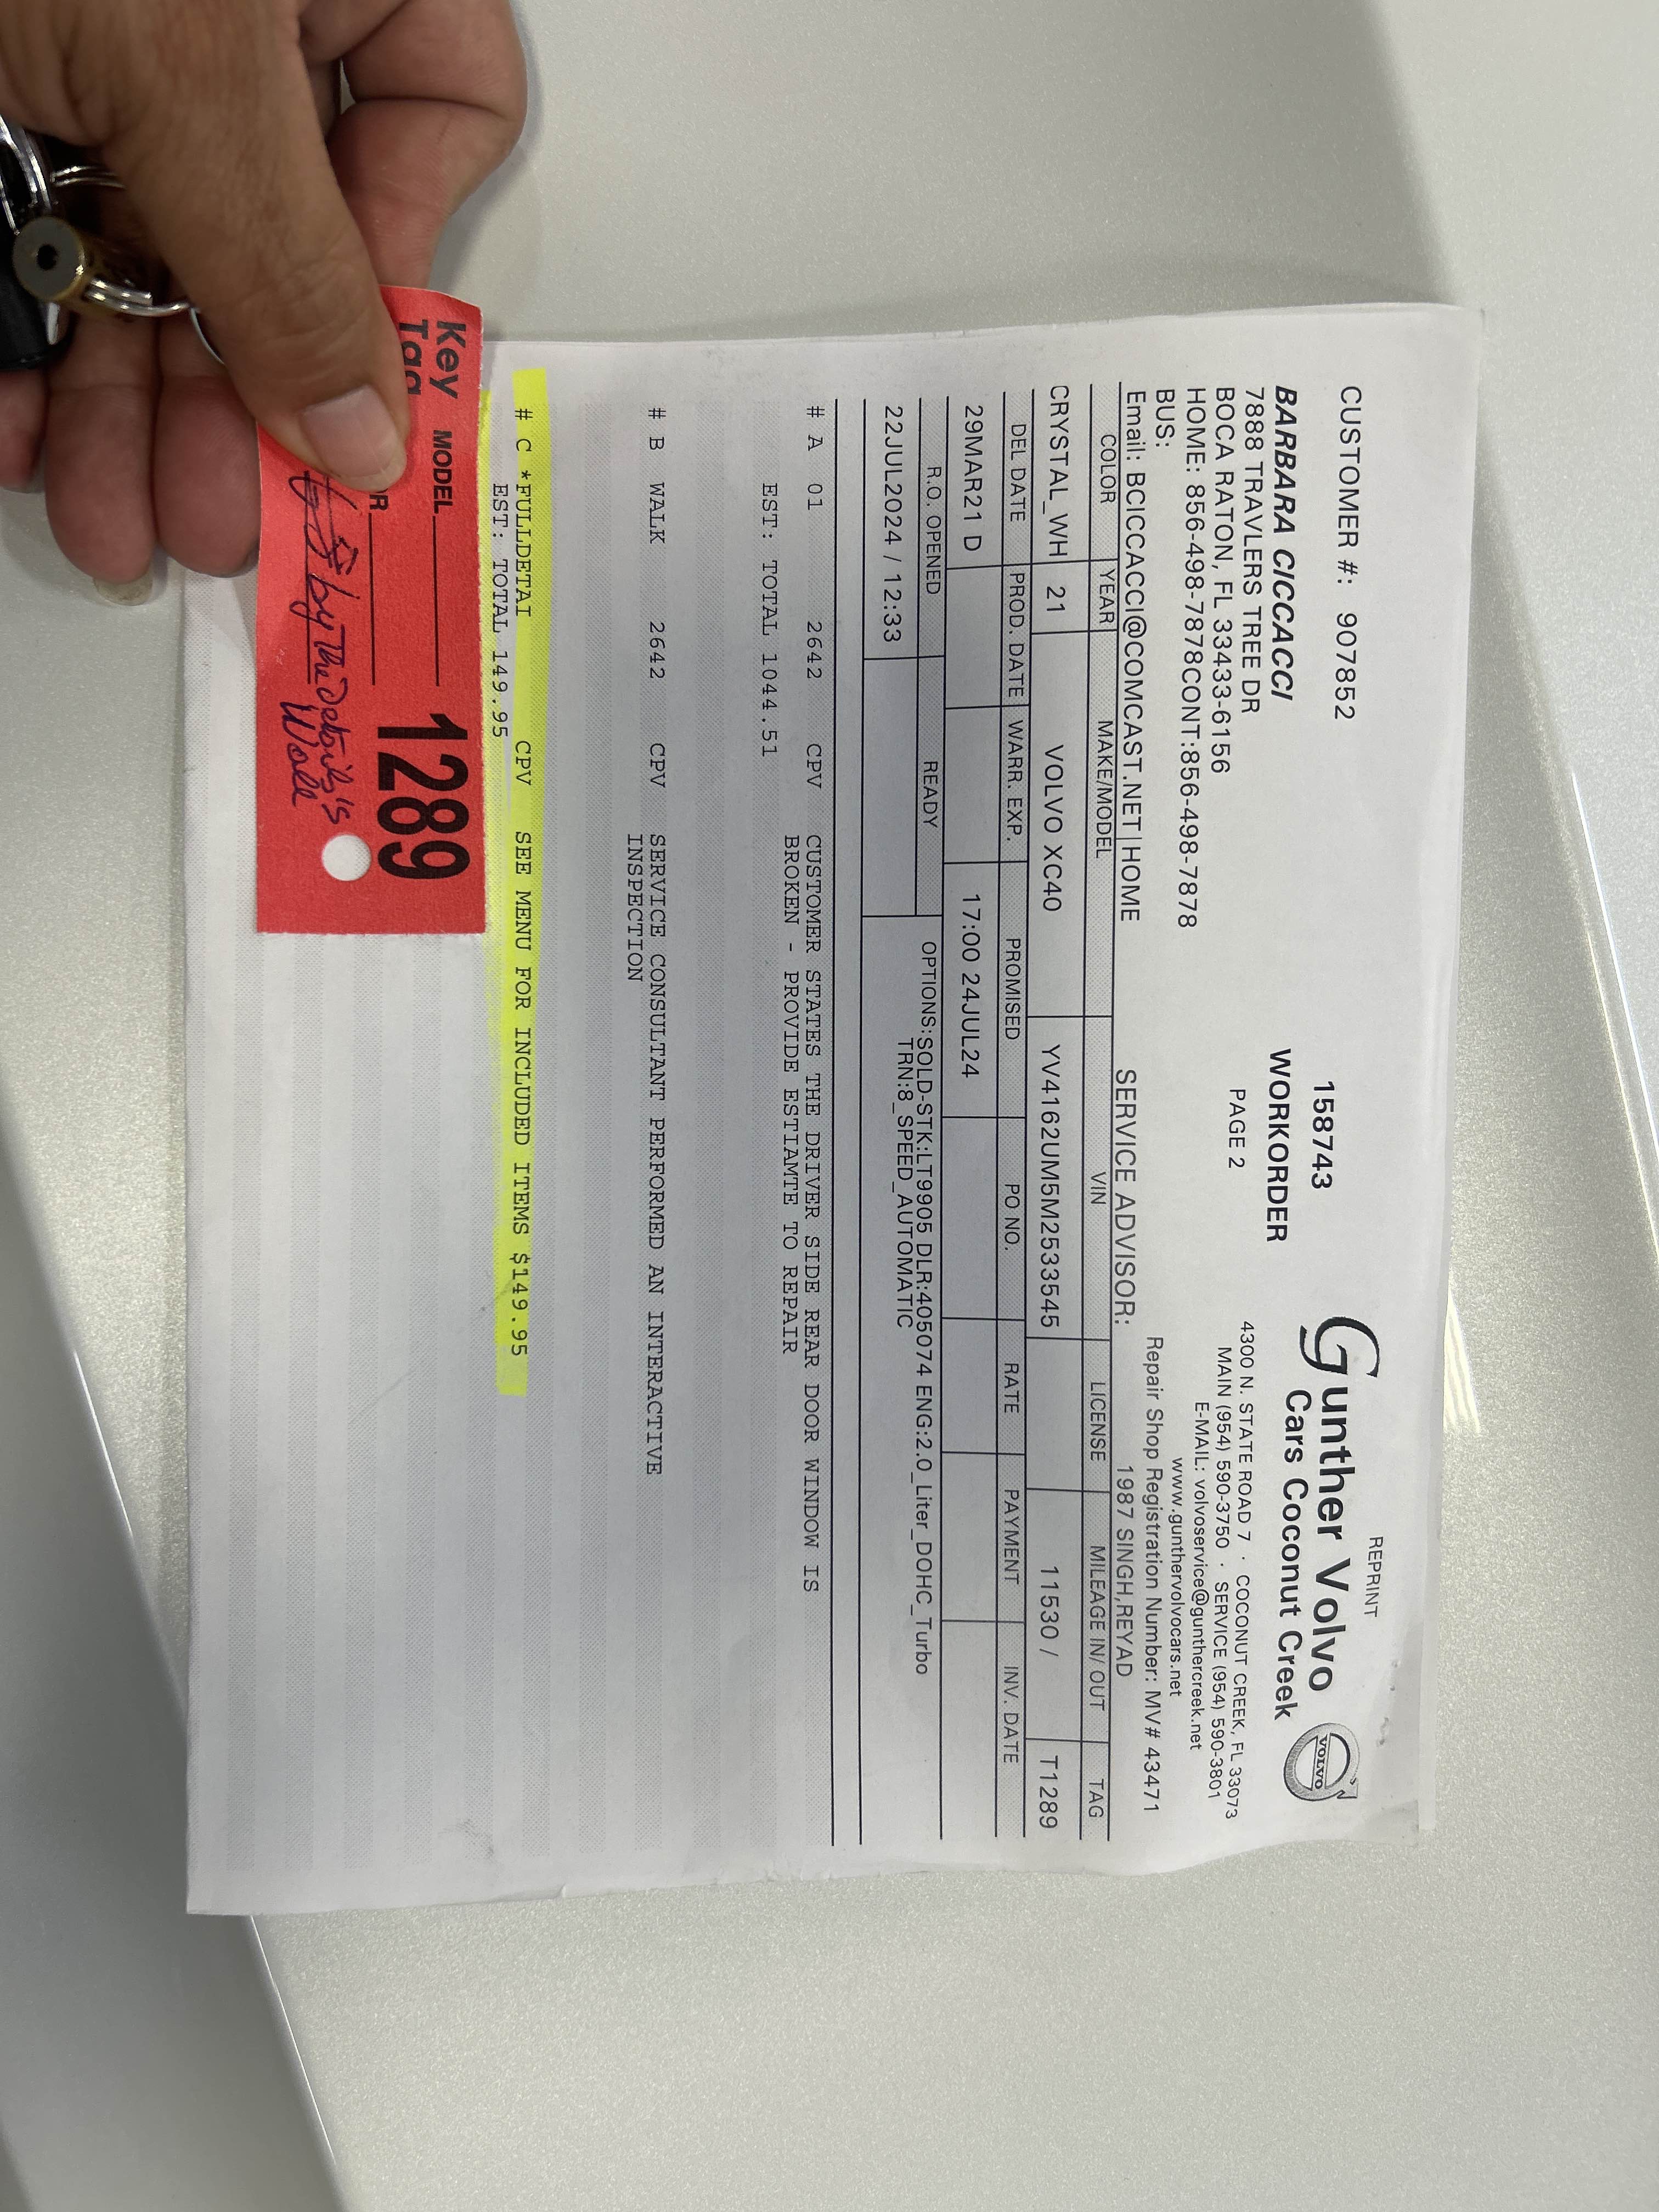 REPRINT
CUSTOMER #: 907852
158743
Gunther Volvo
Cars Coconut Creek
VOLVO
BARBARA CICCACCI
WORKORDER
7888 TRAVLERS TREE DR
PAGE 2
4300 N. STATE ROAD 7 · COCONUT CREEK, FL 33073
BOCA RATON, FL 33433-6156
MAIN (954) 590-3750 · SERVICE (954) 590-3801
HOME: 856-498-7878CONT:856-498-7878
E-MAIL: volvoservice@gunthercreek.net
www.gunthervolvocars.net
BUS:
Repair Shop Registration Number: MV# 43471
Email: BCICCACCI@COMCAST.NET|HOME
SERVICE ADVISOR: 1987 SINGH,REYAD
COLOR YEAR MAKE/MODEL VIN LICENSE MILEAGE IN/ OUT TAG
CRYSTAL_WH 21 VOLVO XC40 YV4162UM5M2533545 11530 / T1289
DEL DATE PROD. DATE WARR. EXP. PROMISED PO NO. RATE PAYMENT INV. DATE
29MAR21 D 17:00 24JUL24
R.O. OPENED READY OPTIONS:SOLD-STK:LT9905 DLR:405074 ENG:2.0_Liter_DOHC_Turbo
22JUL2024 / 12:33 TRN:8_SPEED_AUTOMATIC
# A 01 2642 CPV CUSTOMER STATES THE DRIVER SIDE REAR DOOR WINDOW IS
BROKEN - PROVIDE ESTIAMTE TO REPAIR
EST: TOTAL 1044.51
# B WALK 2642 CPV SERVICE CONSULTANT PERFORMED AN INTERACTIVE
INSPECTION
# C *FULLDETAI CPV SEE MENU FOR INCLUDED ITEMS $149.95
EST: TOTAL 149.95
Key
Tag
MODEL
1289
by The Detail's
Wall